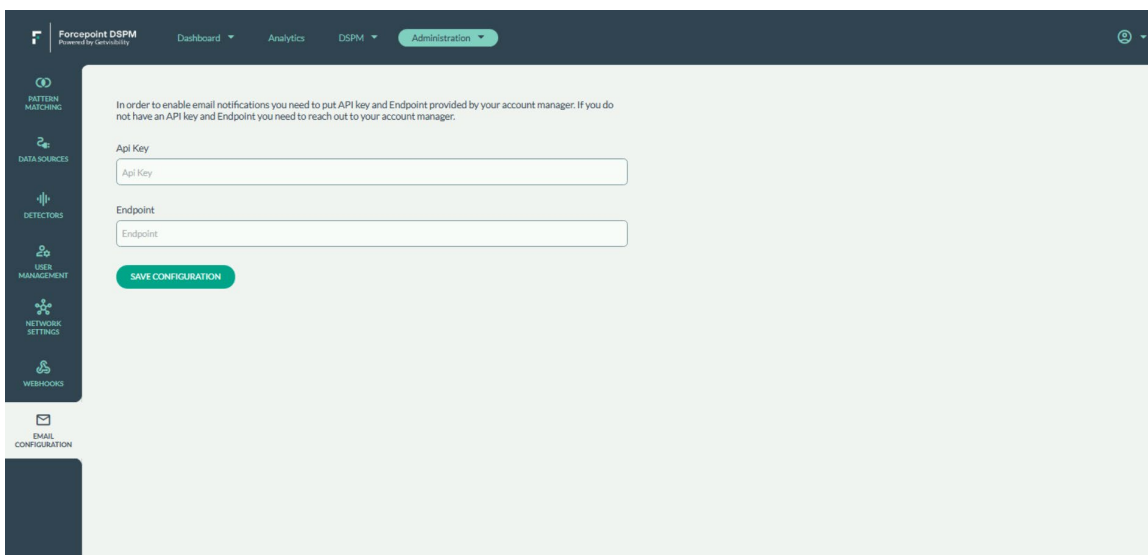 Forcepoint DSPM
Powered by Getvisibility
Dashboard
Analytics
DSPM
Administration
PATTERN
MATCHING
DATA SOURCES
DETECTORS
USER
MANAGEMENT
NETWORK
SETTINGS
WEBHOOKS
EMAIL
CONFIGURATION
In order to enable email notifications you need to put API key and Endpoint provided by your account manager. If you do
not have an API key and Endpoint you need to reach out to your account manager.
Api Key
Api Key
Endpoint
Endpoint
SAVE CONFIGURATION